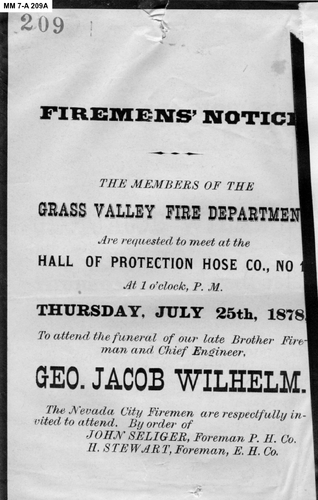 MM 7-A 209A
209
FIREMENS' NOTICE
THE MEMBERS OF THE
GRASS VALLEY FIRE DEPARTMEN
Are requested to meet at the
HALL OF PROTECTION HOSE CO., NO 1
At 1 o'clock, P. M.
THURSDAY, JULY 25th, 1878,
To attend the funeral of our late Brother Fire-
man and Chief Engineer,
GEO. JACOB WILHELM.
The Nevada City Firemen are respectfully in-
vited to attend. By order of
JOHN SELIGER, Foreman P. H. Co.
H. STEWART, Foreman, E. H. Co.